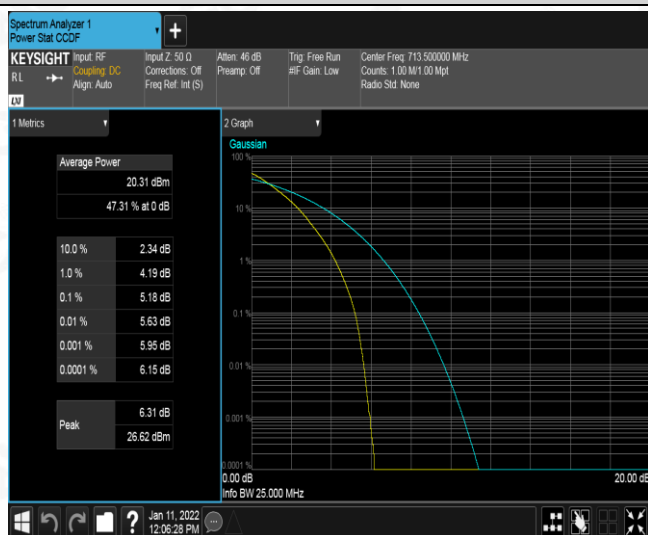 Spectrum Analyzer 1
Power Stat CCDF
KEYSIGHT
RL
LXI
Input: RF
Coupling: DC
Align: Auto
Input Z: 50 Ω
Corrections: Off
Freq Ref: Int (S)
Atten: 46 dB
Preamp: Off
Trig: Free Run
#IF Gain: Low
Center Freq: 713.500000 MHz
Counts: 1.00 M/1.00 Mpt
Radio Std: None
1 Metrics
Average Power
20.31 dBm
47.31 % at 0 dB
10.0 % 2.34 dB
1.0 % 4.19 dB
0.1 % 5.18 dB
0.01 % 5.63 dB
0.001 % 5.95 dB
0.0001 % 6.15 dB
Peak
6.31 dB
26.62 dBm
2 Graph
Gaussian
100 %
10 %
1 %
0.1 %
0.01 %
0.001 %
0.0001 %
0.00 dB
20.00 dB
Info BW 25.000 MHz
Jan 11, 2022
12:06:28 PM